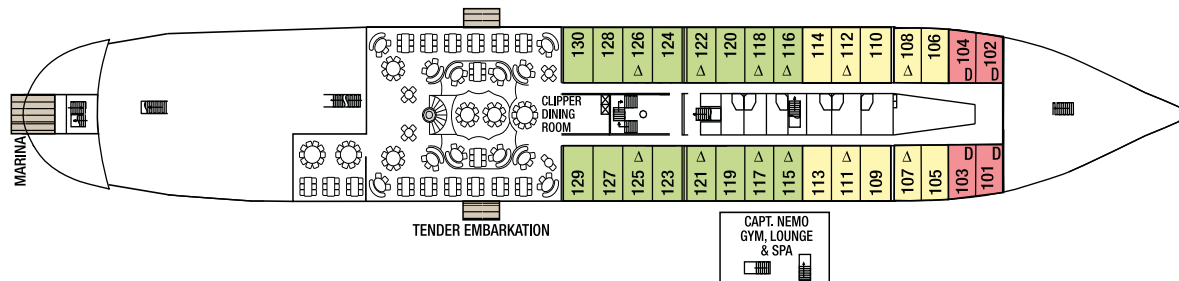 130 128 126 124 122 120 118 116 114 112 110 108 106 104 102
Δ Δ Δ Δ Δ Δ D D
MARINA
CLIPPER
DINING
ROOM
Δ Δ Δ Δ Δ Δ D D
129 127 125 123 121 119 117 115 113 111 109 107 105 103 101
TENDER EMBARKATION
CAPT. NEMO
GYM, LOUNGE
& SPA